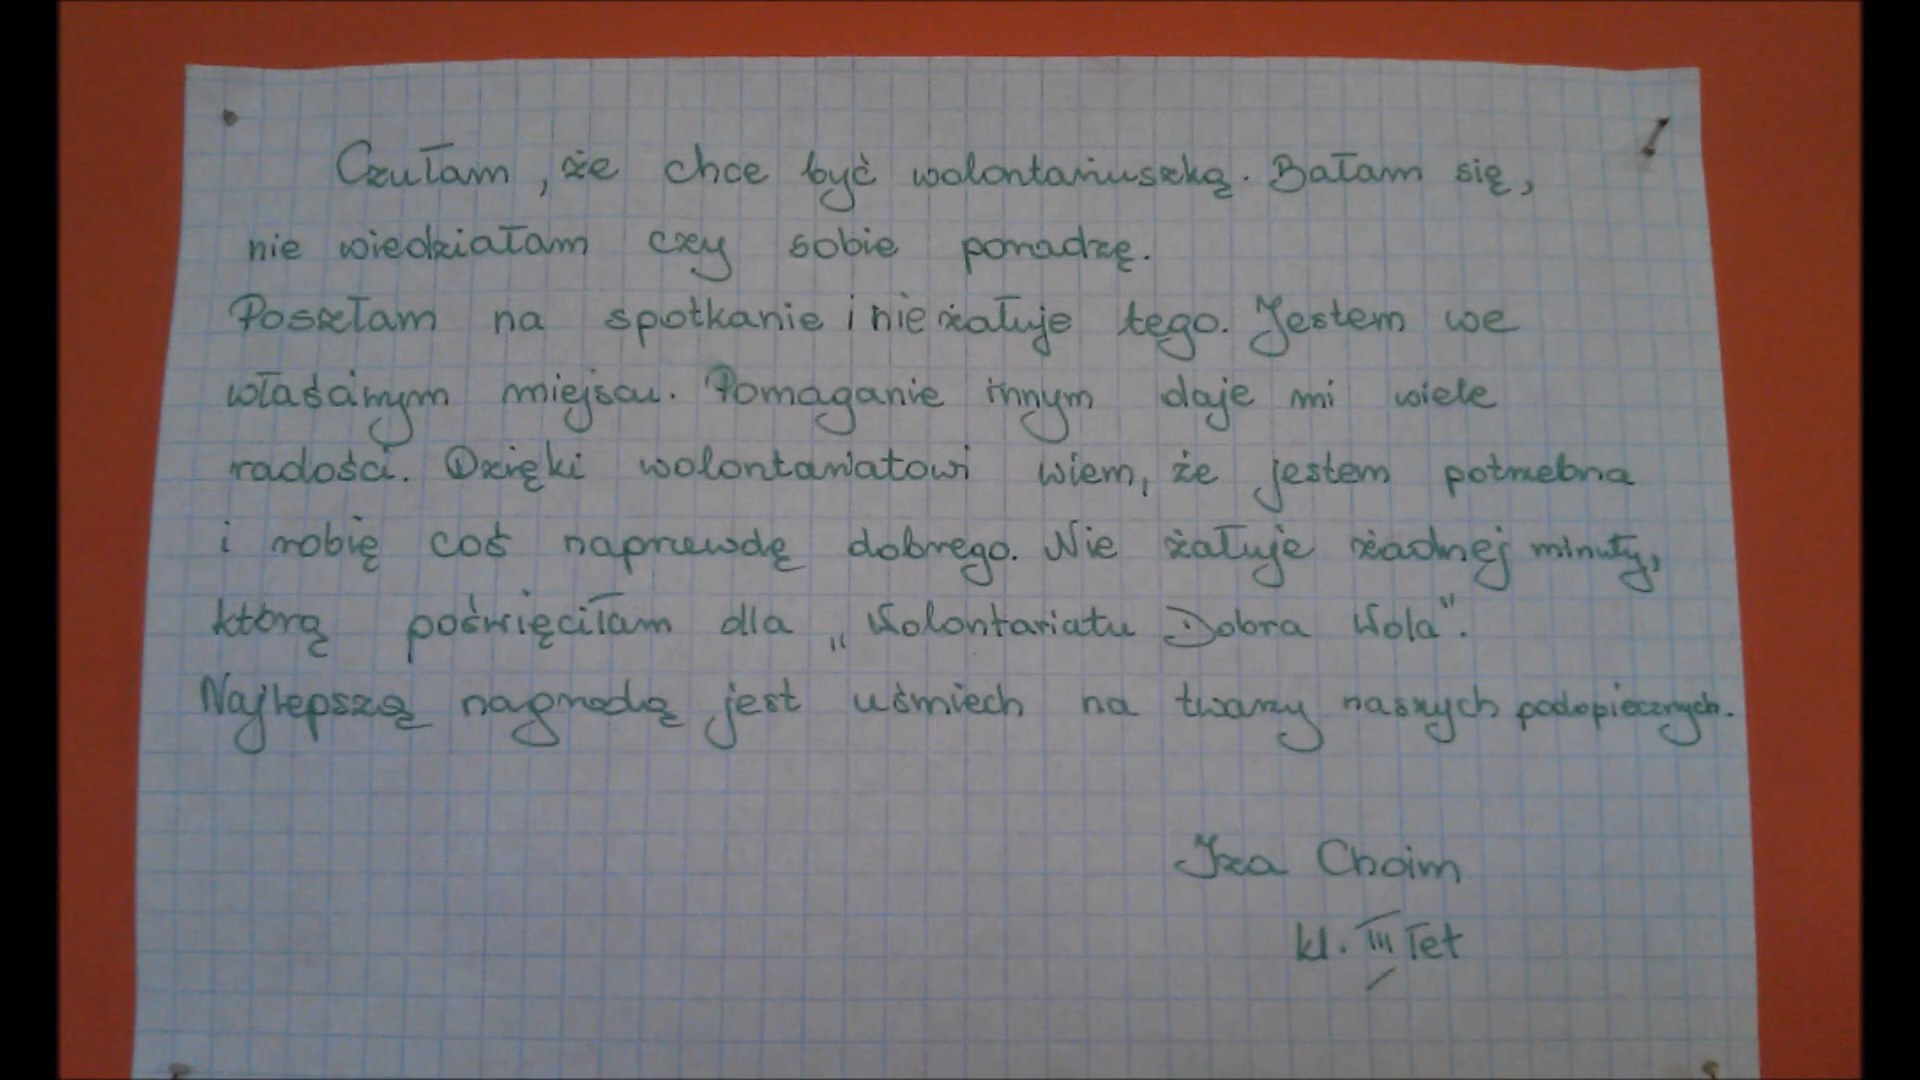 Czułam, że chce być wolontariuszką. Bałam się,
nie wiedziałam czy sobie poradzę.
Poszłam na spotkanie i nie żałuje tego. Jestem we
właściwym miejscu. Pomaganie innym daje mi wiele
radości. Dzięki wolontariatowi wiem, że jestem potrzebna
i robię coś naprawdę dobrego. Nie żałuje żadnej minuty,
którą poświęciłam dla „Wolontariatu Dobra Wola".
Najlepszą nagrodą jest uśmiech na twarzy naszych podopiecznych.
Iza Choim
kl. III Tet